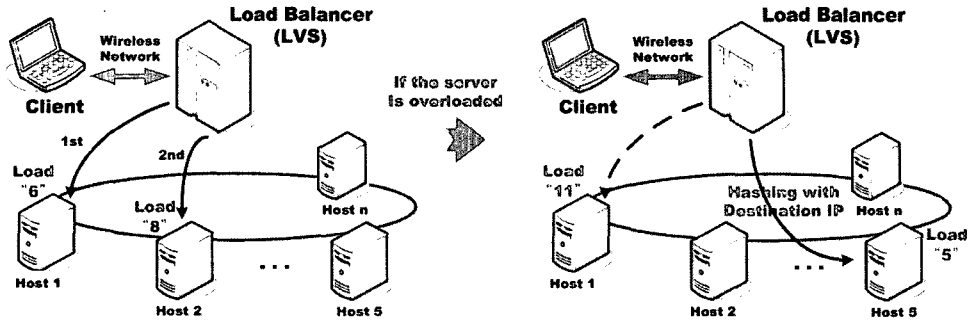 Load Balancer
(LVS)
Wireless
Network
Client
1st
2nd
Load
"6"
Load
"8"
Host 1
Host 2
...
Host 5
Host n
If the server
is overloaded
Load Balancer
(LVS)
Wireless
Network
Client
Load
"11"
Hashing with
Destination IP
Host n
Load
"5"
Host 1
Host 2
...
Host 5